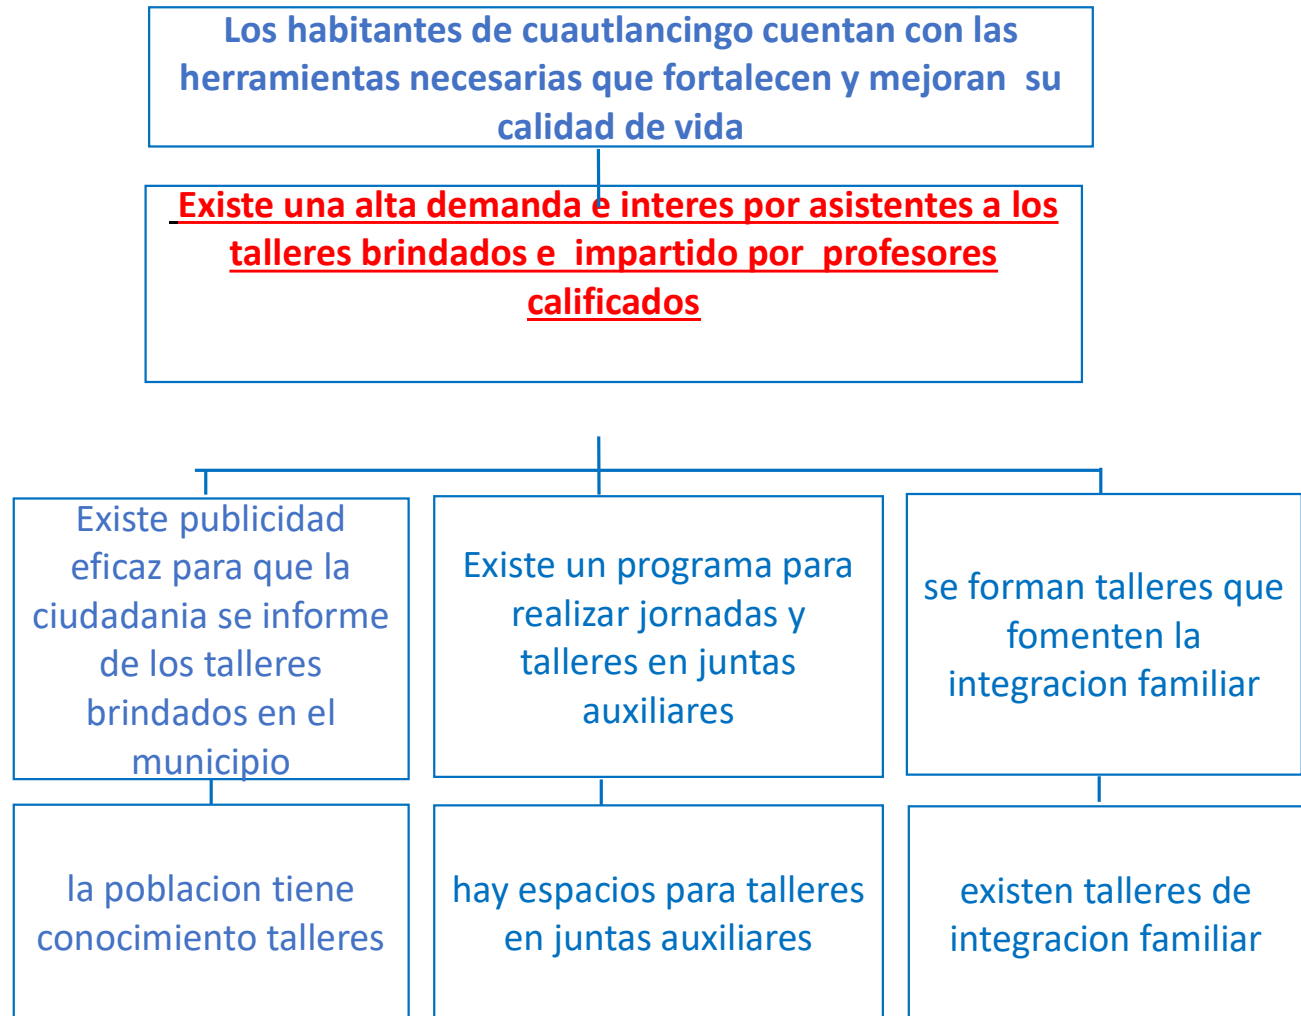 Los habitantes de cuautlancingo cuentan con las
herramientas necesarias que fortalecen y mejoran  su
calidad de vida
Existe una alta demanda e interes por asistentes a los
talleres brindados e  impartido por  profesores
calificados
Existe publicidad
eficaz para que la
ciudadania se informe
de los talleres
brindados en el
municipio
Existe un programa para
realizar jornadas y
talleres en juntas
auxiliares
se forman talleres que
fomenten la
integracion familiar
la poblacion tiene
conocimiento talleres
hay espacios para talleres
en juntas auxiliares
existen talleres de
integracion familiar